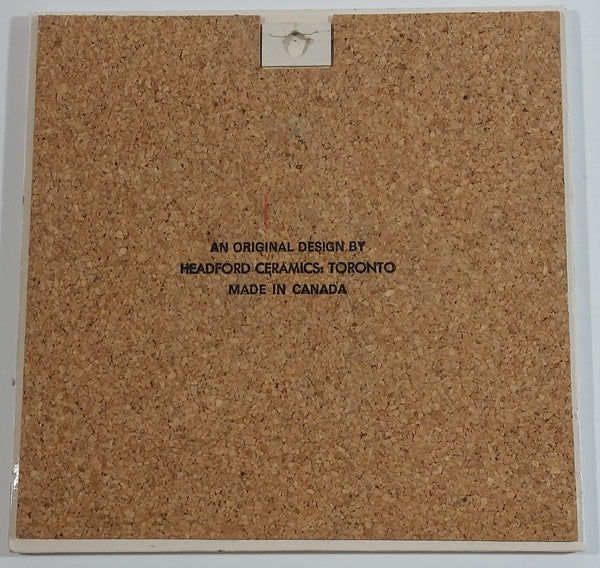 AN ORIGINAL DESIGN BY
HEADFORD CERAMICS: TORONTO
MADE IN CANADA